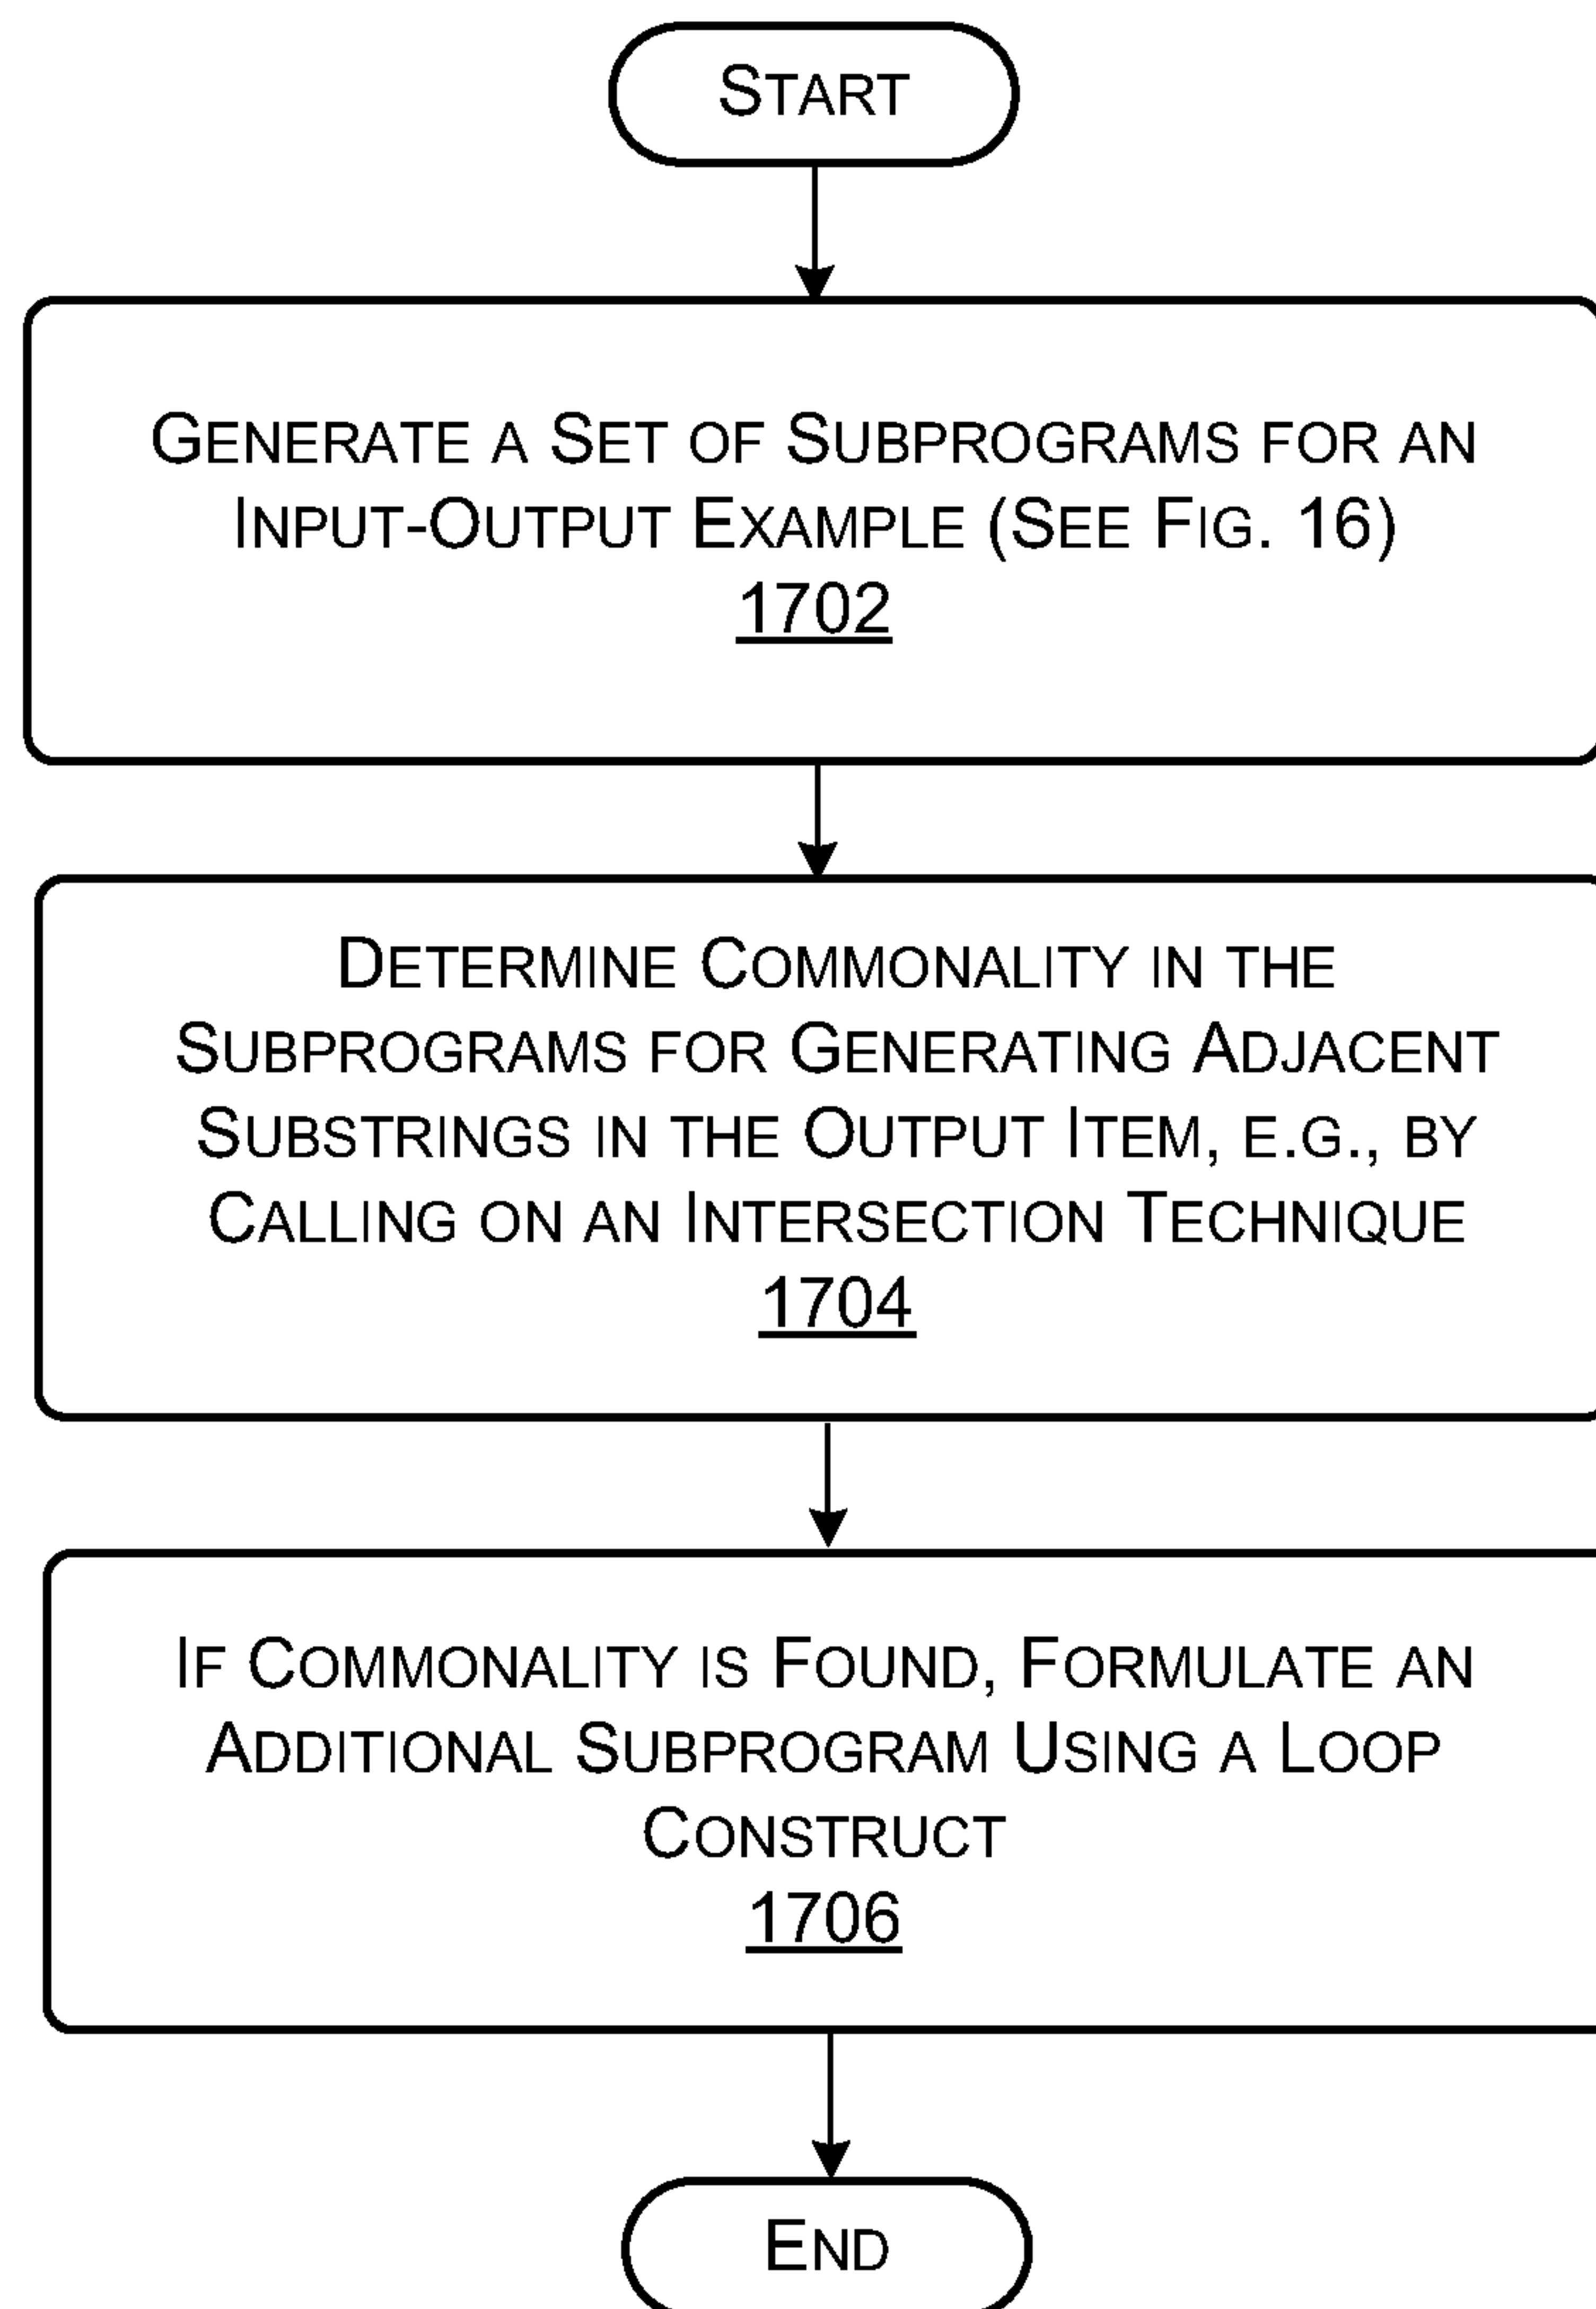 START
GENERATE A SET OF SUBPROGRAMS FOR AN
INPUT-OUTPUT EXAMPLE (SEE FIG. 16)
1702
DETERMINE COMMONALITY IN THE
SUBPROGRAMS FOR GENERATING ADJACENT
SUBSTRINGS IN THE OUTPUT ITEM, E.G., BY
CALLING ON AN INTERSECTION TECHNIQUE
1704
IF COMMONALITY IS FOUND, FORMULATE AN
ADDITIONAL SUBPROGRAM USING A LOOP
CONSTRUCT
1706
END